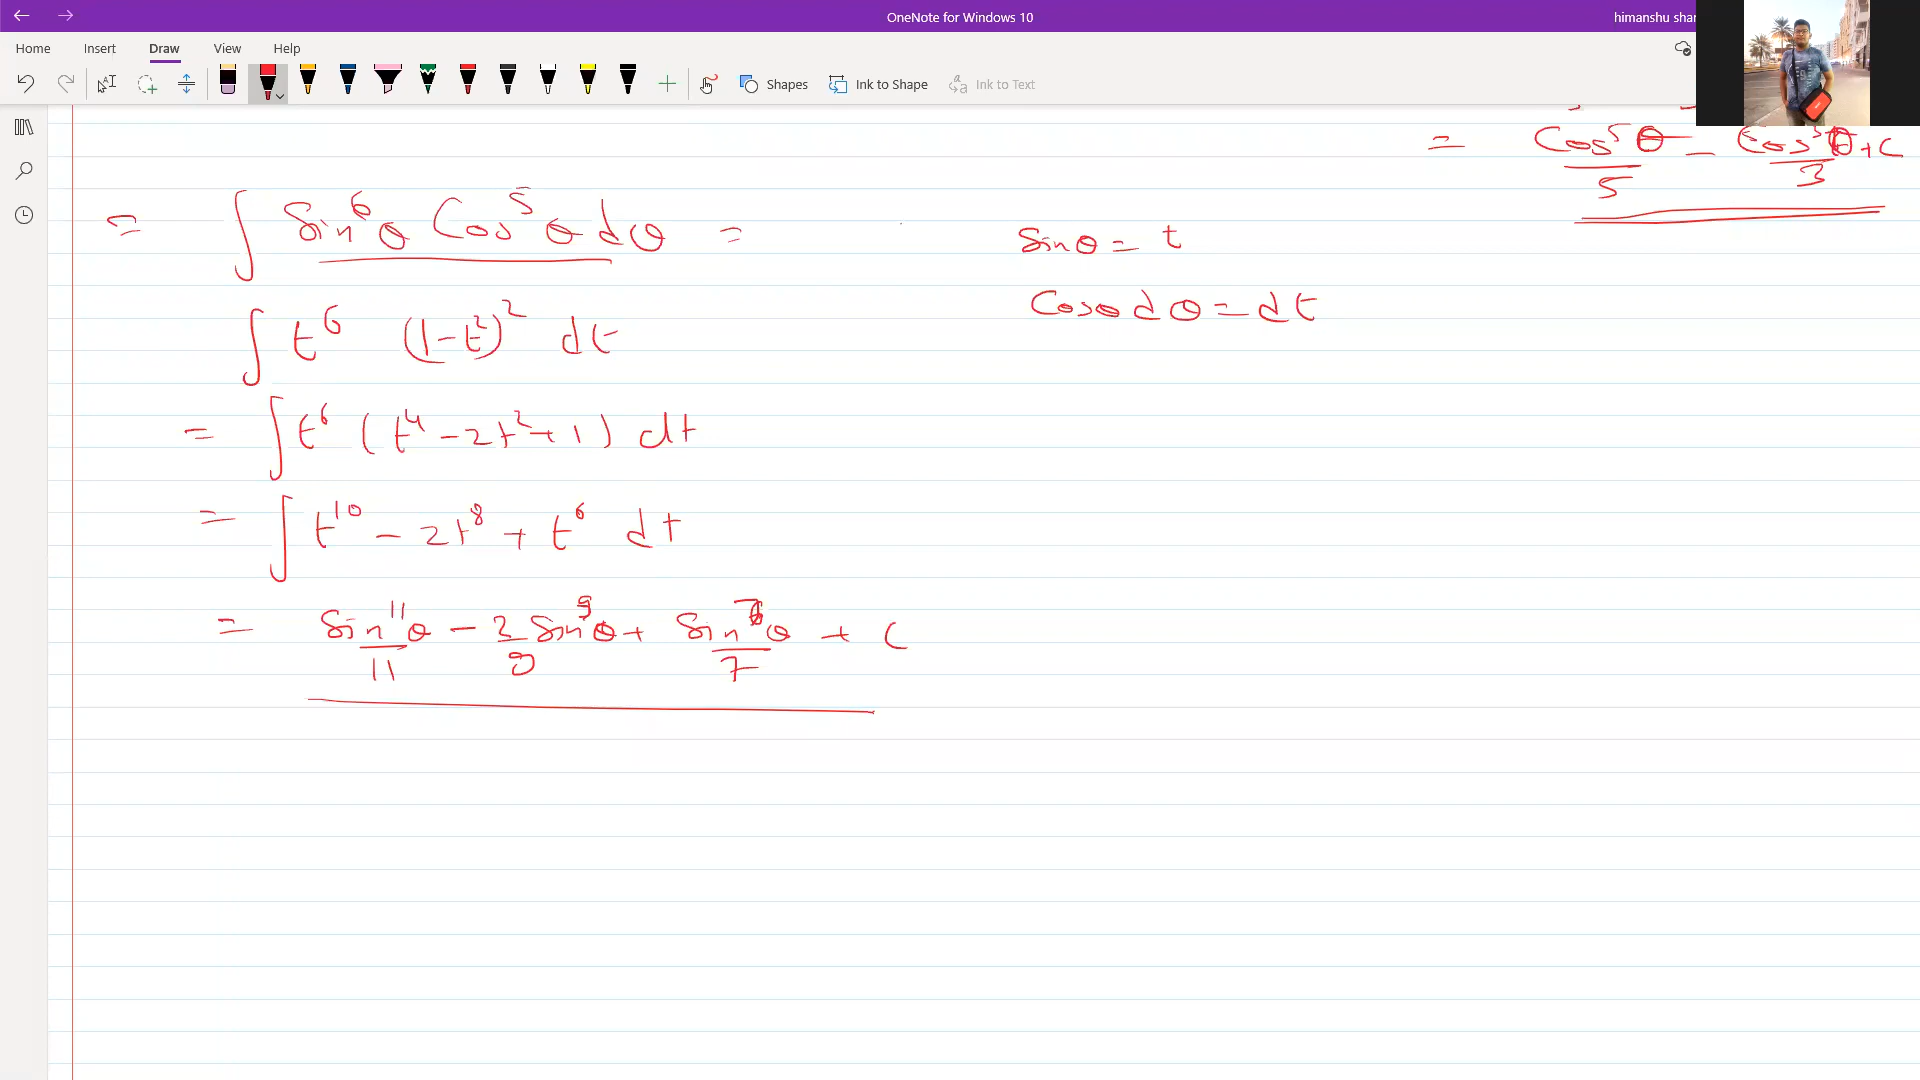 OneNote for Windows 10
himanshu shar
Home Insert Draw View Help
Shapes Ink to Shape Ink to Text
= Cos⁵θ/5 - Cos³θ/3 + C
= ∫ Sin⁶θ Cos⁵θ dθ =
Sinθ = t
Cosθ dθ = dt
∫ t⁶ (1-t²)² dt
= ∫ t⁶ (t⁴ - 2t² + 1) dt
= ∫ t¹⁰ - 2t⁸ + t⁶ dt
= Sin¹¹θ/11 - 2/9 Sin⁹θ + Sin⁷θ/7 + C